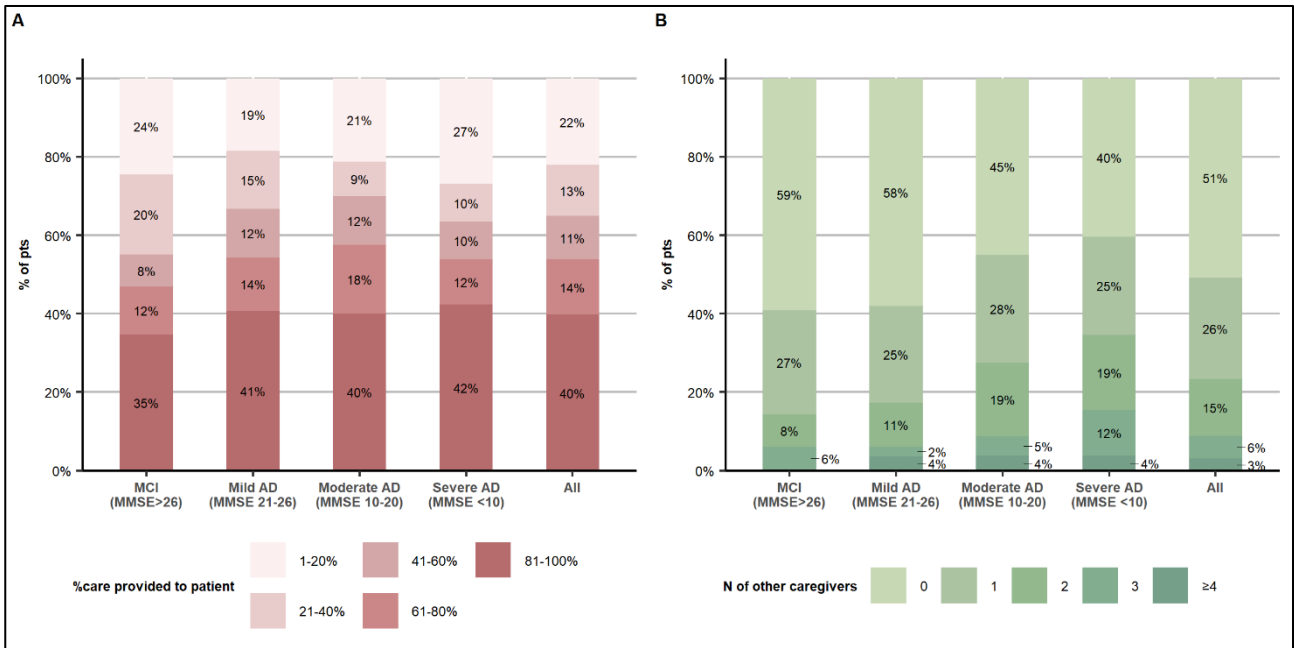 A
100%
80%
60%
40%
20%
0%
% of pts
24%
20%
8%
12%
35%
19%
15%
12%
14%
41%
21%
9%
12%
18%
40%
27%
10%
10%
12%
42%
22%
13%
11%
14%
40%
MCI
(MMSE>26)
Mild AD
(MMSE 21-26)
Moderate AD
(MMSE 10-20)
Severe AD
(MMSE <10)
All
%care provided to patient
1-20%
41-60%
81-100%
21-40%
61-80%
B
100%
80%
60%
40%
20%
0%
% of pts
59%
27%
8%
6%
58%
25%
11%
2%
4%
45%
28%
19%
5%
4%
40%
25%
19%
12%
4%
51%
26%
15%
6%
3%
MCI
(MMSE>26)
Mild AD
(MMSE 21-26)
Moderate AD
(MMSE 10-20)
Severe AD
(MMSE <10)
All
N of other caregivers
0
1
2
3
≥4